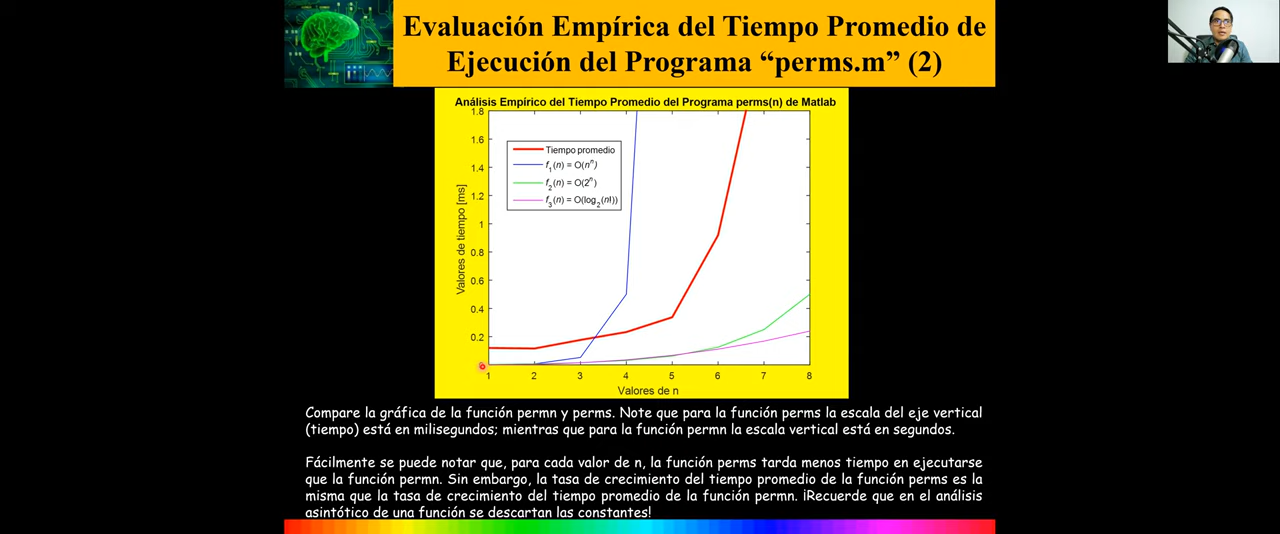 Evaluación Empírica del Tiempo Promedio de
Ejecución del Programa “perms.m” (2)
Análisis Empírico del Tiempo Promedio del Programa perms(n) de Matlab
1.8
1.6
1.4
1.2
1
0.8
0.6
0.4
0.2
Valores de tiempo [ms]
Tiempo promedio
f₁(n) = O(nⁿ)
f₂(n) = O(2ⁿ)
f₃(n) = O(log₂(n!))
1 2 3 4 5 6 7 8
Valores de n
Compare la gráfica de la función permn y perms. Note que para la función perms la escala del eje vertical
(tiempo) está en milisegundos; mientras que para la función permn la escala vertical está en segundos.
Fácilmente se puede notar que, para cada valor de n, la función perms tarda menos tiempo en ejecutarse
que la función permn. Sin embargo, la tasa de crecimiento del tiempo promedio de la función perms es la
misma que la tasa de crecimiento del tiempo promedio de la función permn. ¡Recuerde que en el análisis
asintótico de una función se descartan las constantes!